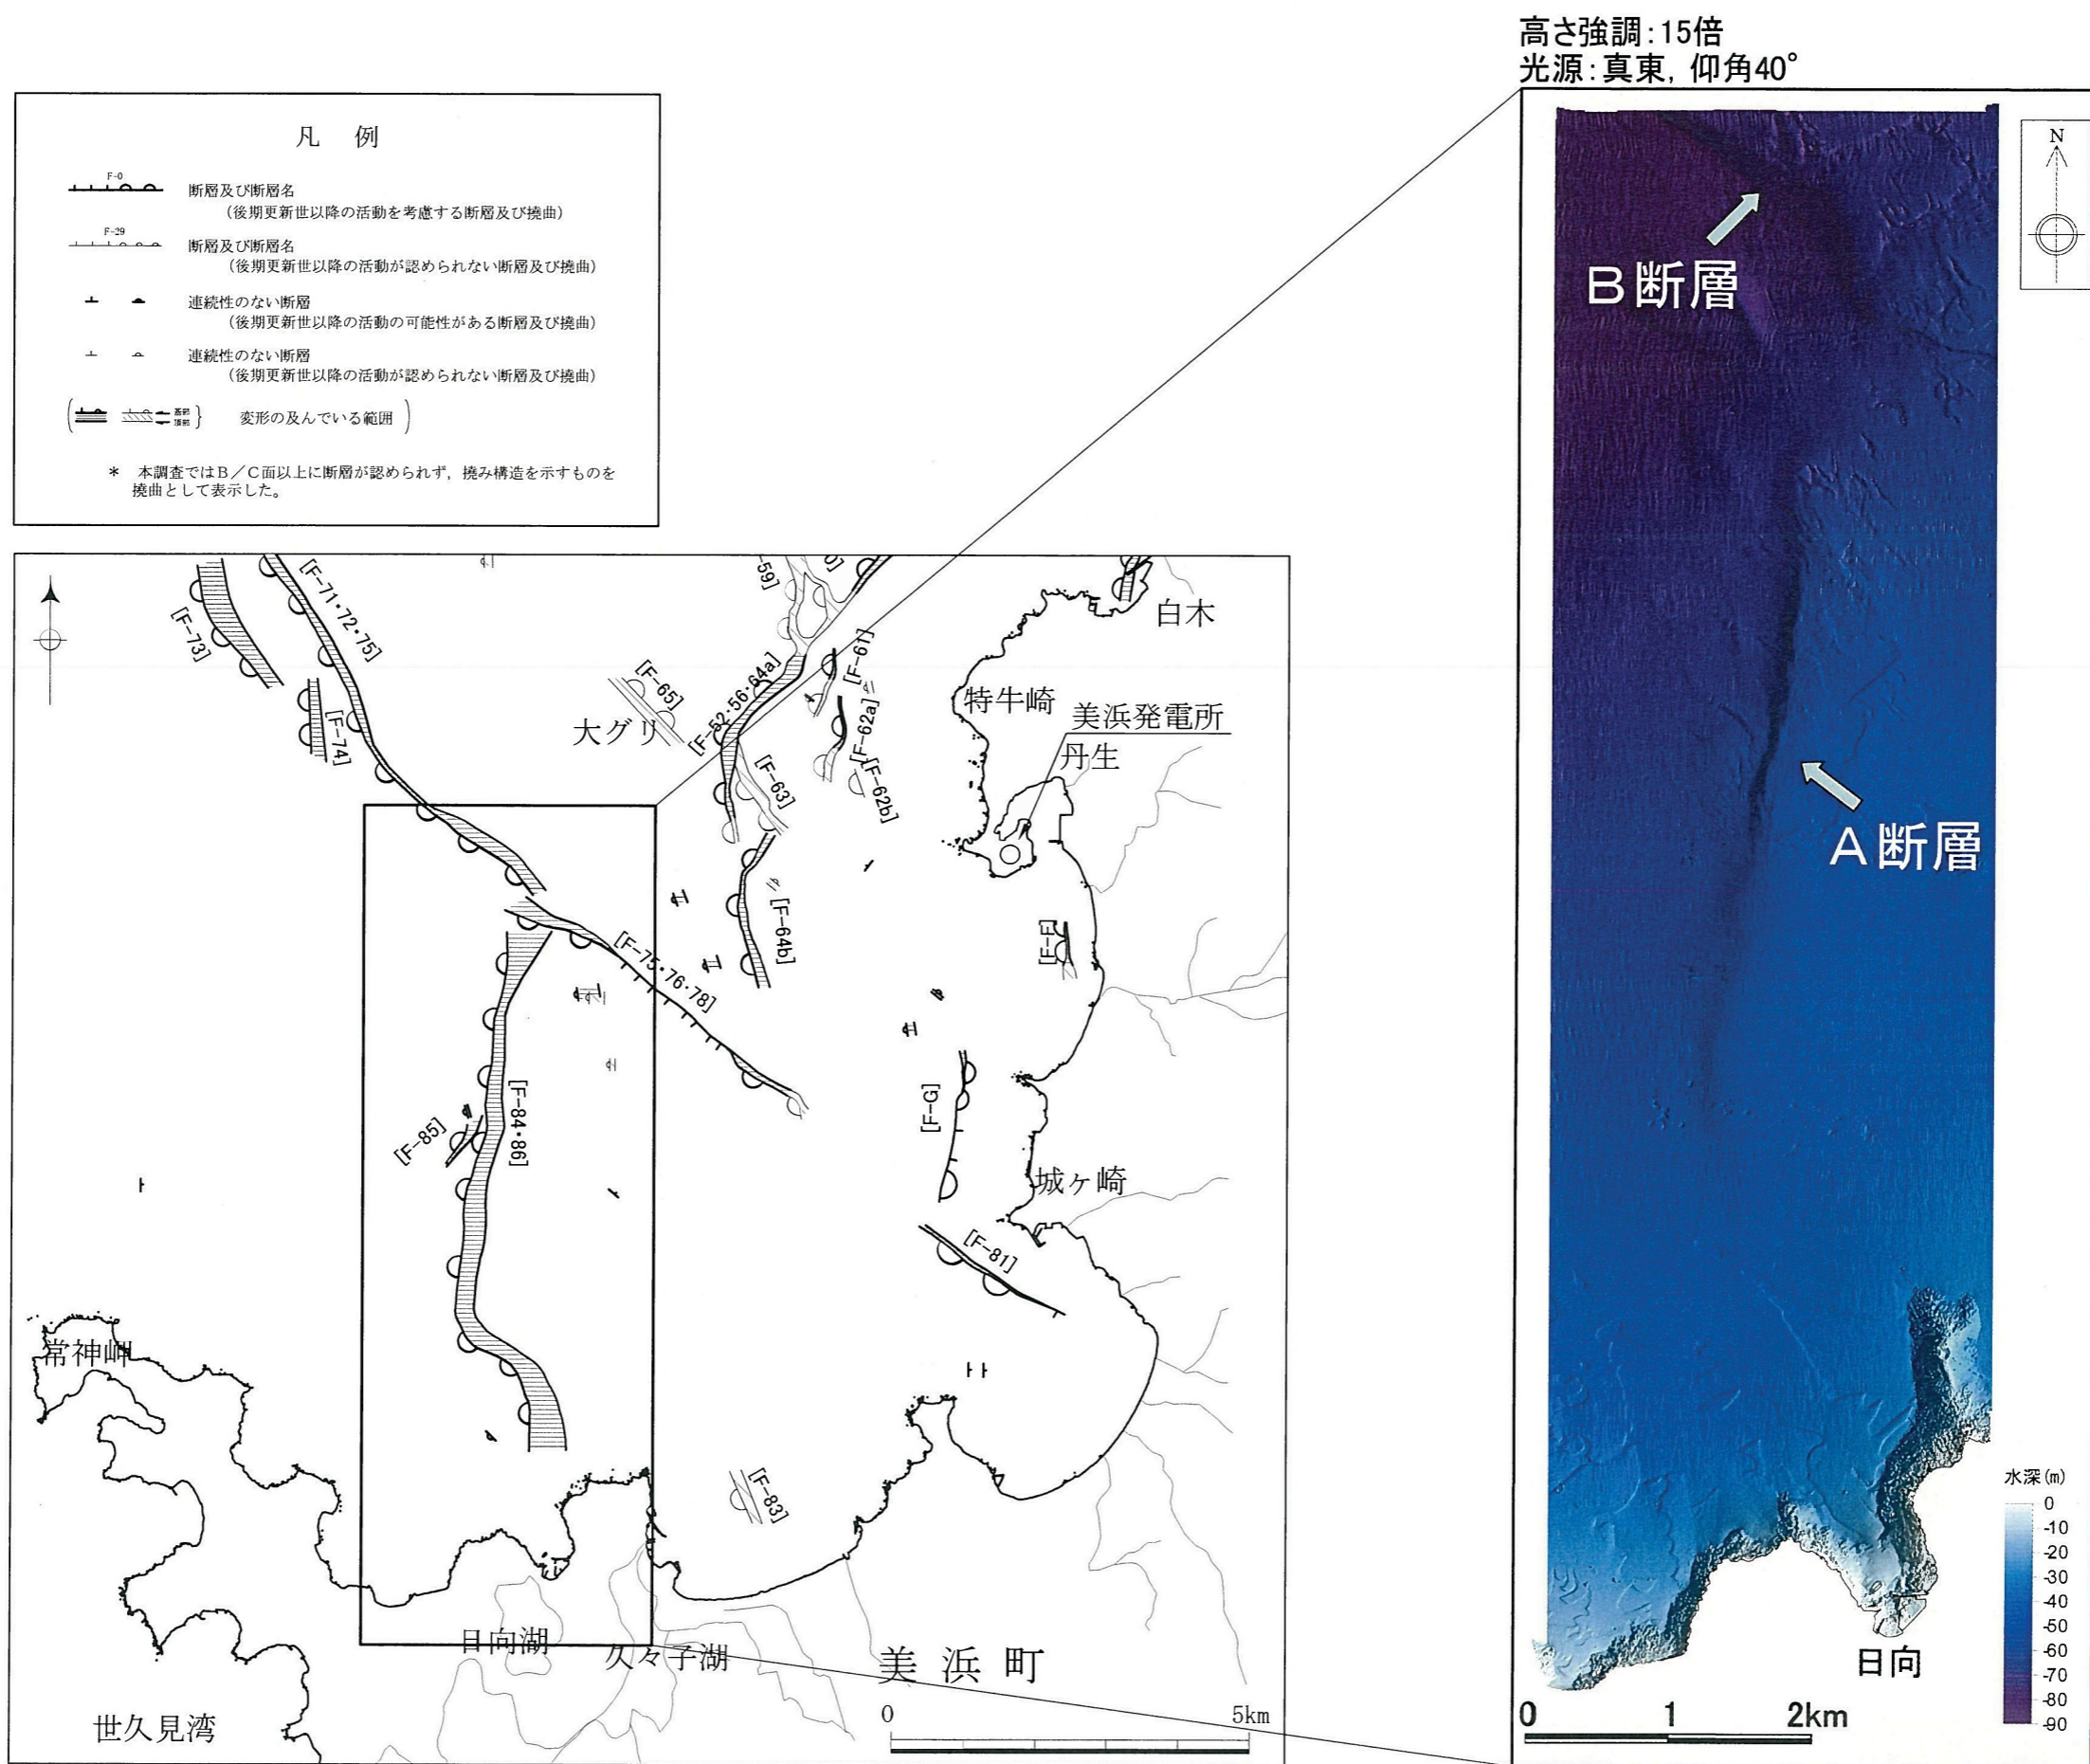 高さ強調:15倍
光源:真東, 仰角40°
凡 例
F-0
断層及び断層名
(後期更新世以降の活動を考慮する断層及び撓曲)
F-29
断層及び断層名
(後期更新世以降の活動が認められない断層及び撓曲)
連続性のない断層
(後期更新世以降の活動の可能性がある断層及び撓曲)
連続性のない断層
(後期更新世以降の活動が認められない断層及び撓曲)
基部
頂部
変形の及んでいる範囲
* 本調査ではB/C面以上に断層が認められず, 撓み構造を示すものを
撓曲として表示した。
[F-73]
[F-71・72・75]
[F-74]
[F-65]
大グリ
[F-52・56・64a]
-59]
[F-61]
[F-62a]
[F-62b]
[F-63]
[F-64b]
白木
特牛崎
美浜発電所
丹生
[F-75・76・78]
[F-E]
[F-84・86]
[F-85]
[F-G]
城ヶ崎
[F-81]
常神岬
[F-83]
日向湖
久々子湖
美 浜 町
世久見湾
0
5km
N
B断層
A断層
日向
水深(m)
0
-10
-20
-30
-40
-50
-60
-70
-80
-90
0 1 2km